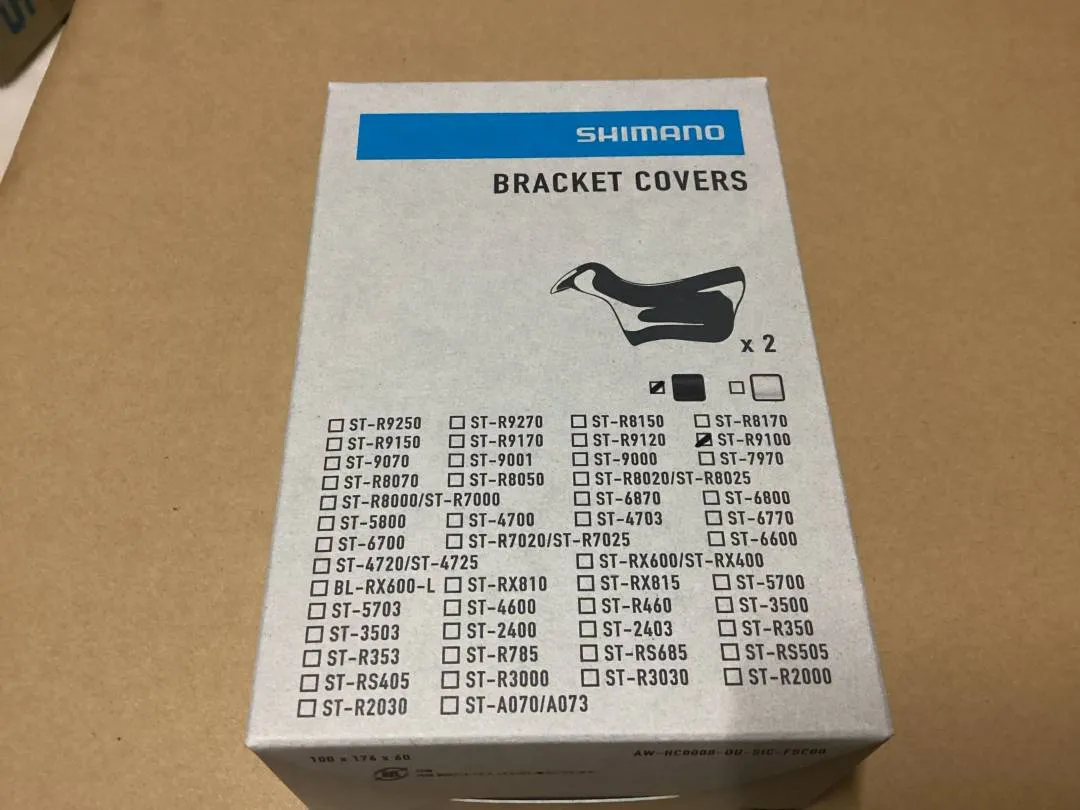 SHIMANO
BRACKET COVERS
x 2
ST-R9250 ST-R9270 ST-R8150 ST-R8170
ST-R9150 ST-R9170 ST-R9120 ST-R9100
ST-9070 ST-9001 ST-9000 ST-7970
ST-R8070 ST-R8050 ST-R8020/ST-R8025
ST-R8000/ST-R7000 ST-6870 ST-6800
ST-5800 ST-4700 ST-4703 ST-6770
ST-6700 ST-R7020/ST-R7025 ST-6600
ST-4720/ST-4725 ST-RX600/ST-RX400
BL-RX600-L ST-RX810 ST-RX815 ST-5700
ST-5703 ST-4600 ST-R460 ST-3500
ST-3503 ST-2400 ST-2403 ST-R350
ST-R353 ST-R785 ST-RS685 ST-RS505
ST-RS405 ST-R3000 ST-R3030 ST-R2000
ST-R2030 ST-A070/A073
100 x 176 x 60